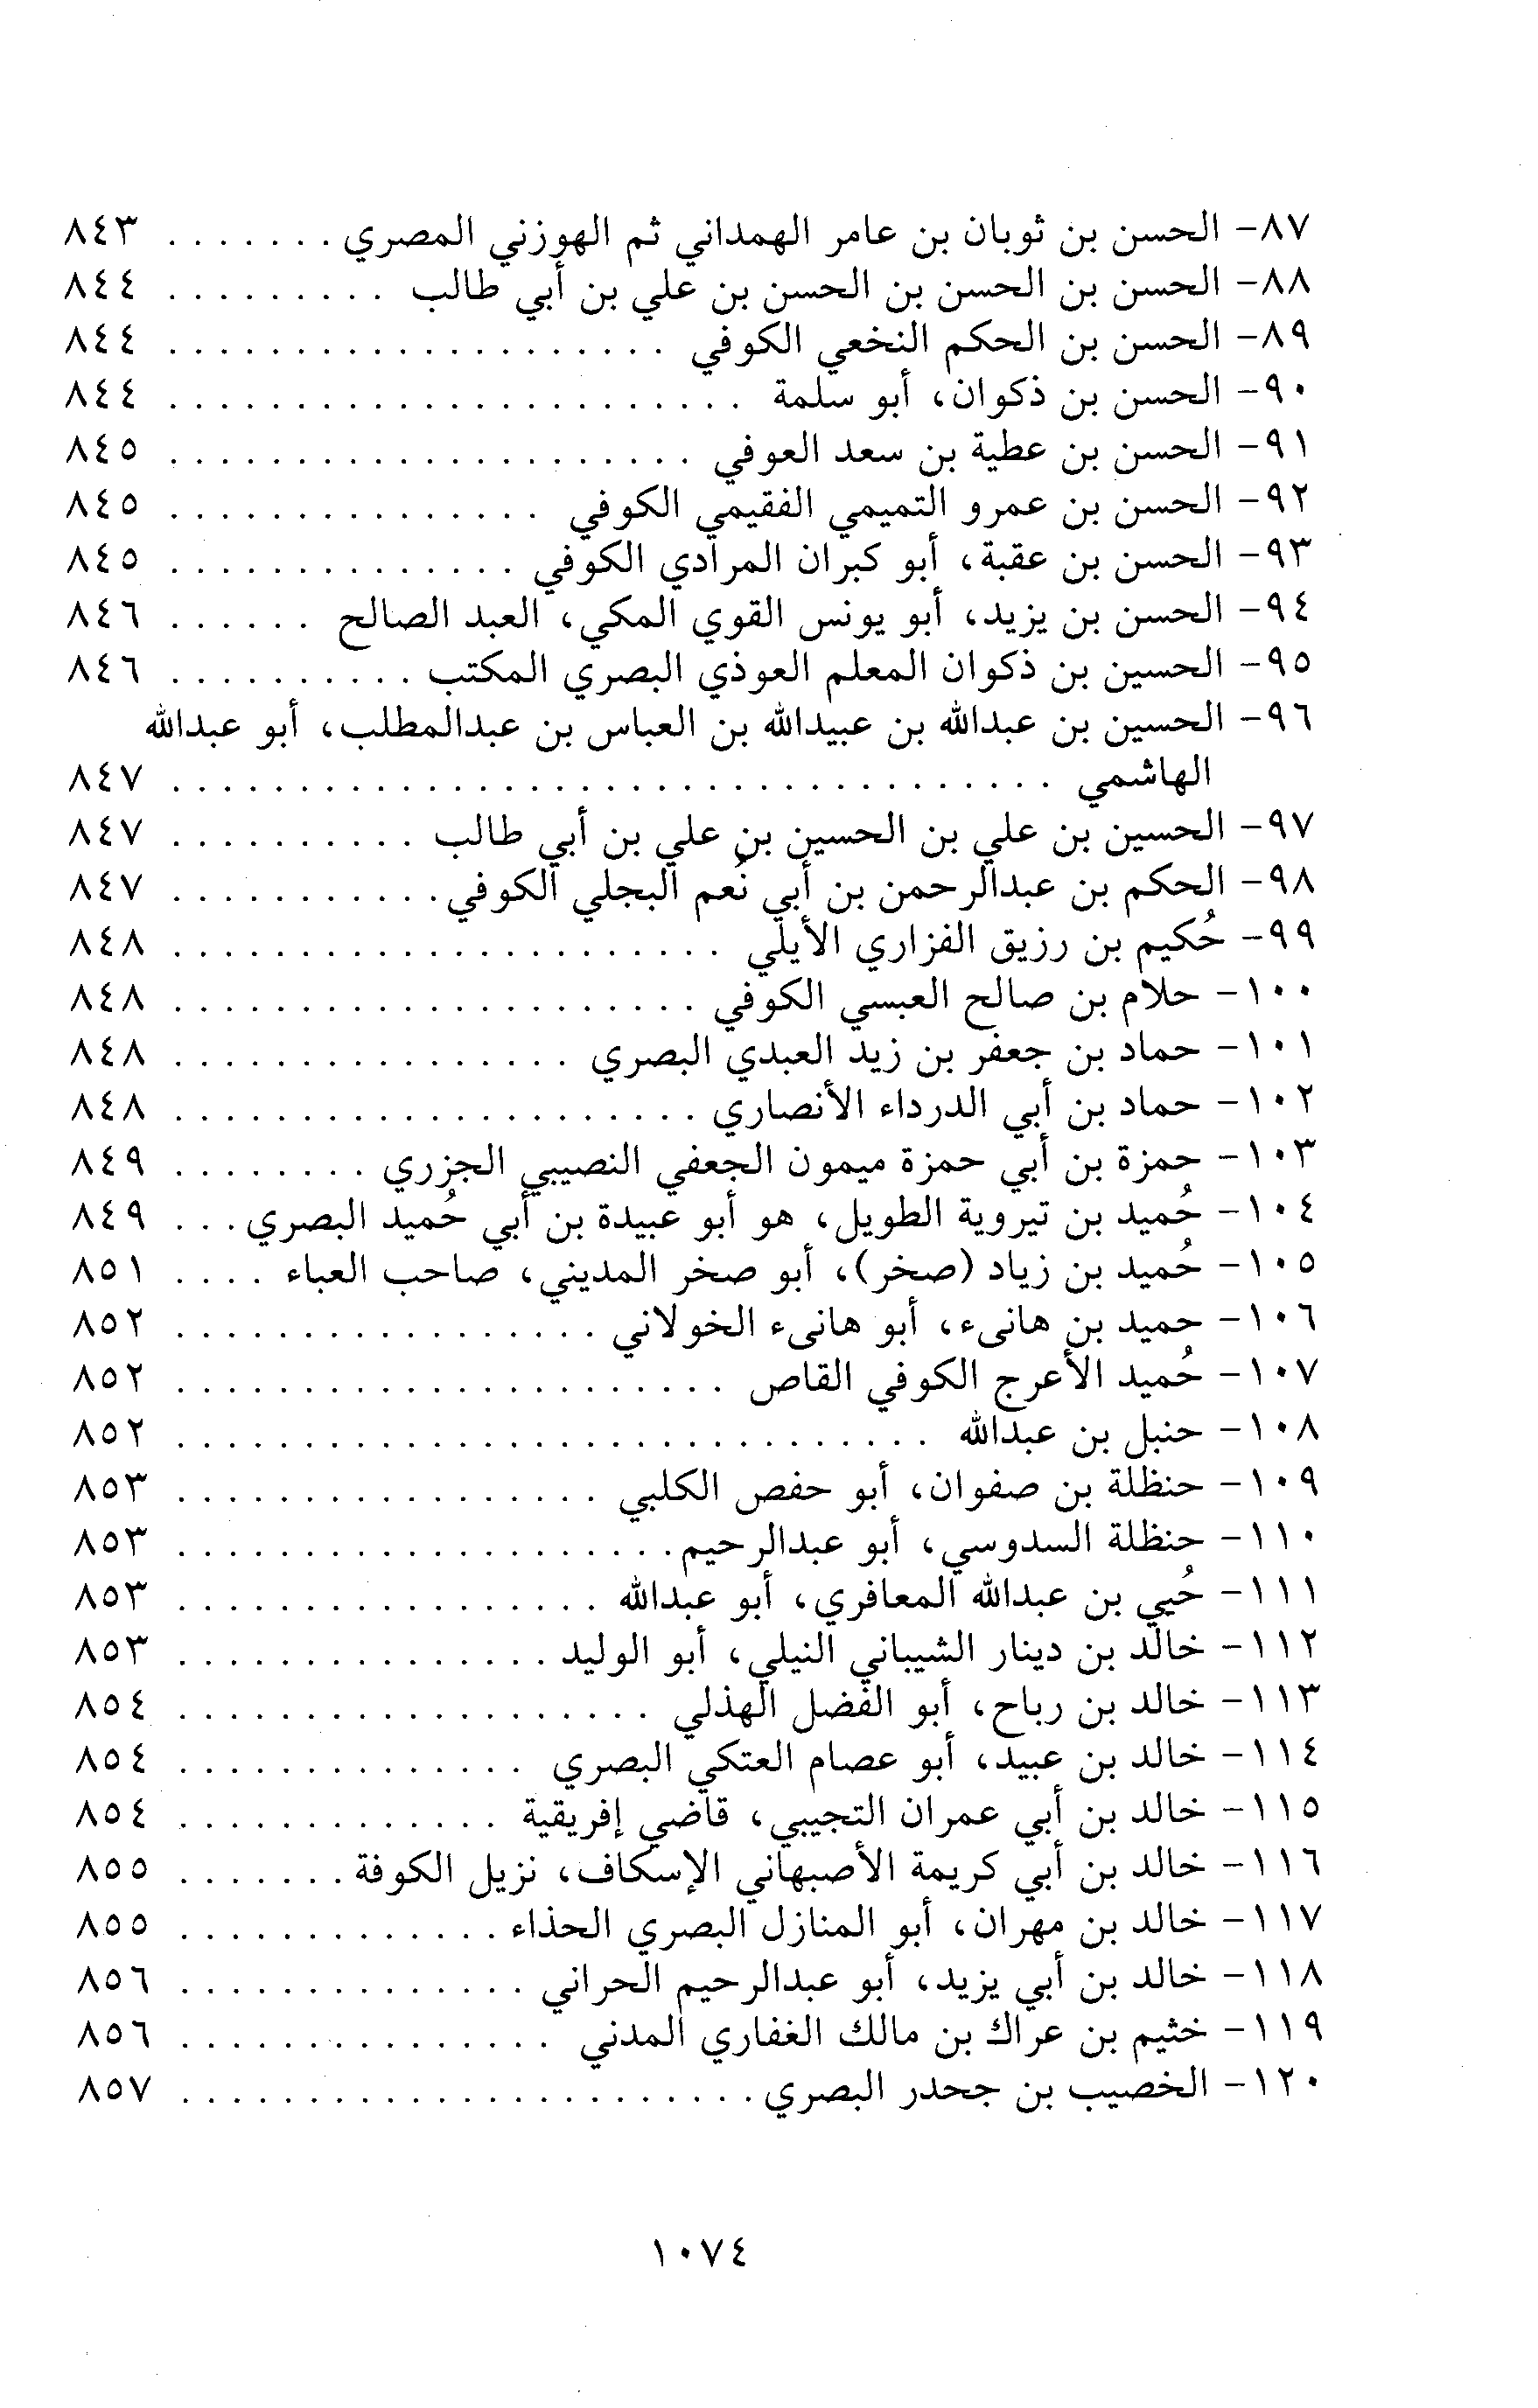 ٨٧- الحسن بن ثوبان بن عامر الهمداني ثم الهوزني المصري . . . . . . . ٨٤٣
٨٨- الحسن بن الحسن بن الحسن بن علي بن أبي طالب . . . . . . . . . ٨٤٤
٨٩- الحسن بن الحكم النخعي الكوفي . . . . . . . . . . . . . . . . . . . . ٨٤٤
٩٠- الحسن بن ذكوان، أبو سلمة . . . . . . . . . . . . . . . . . . . . . . . ٨٤٤
٩١- الحسن بن عطية بن سعد العوفي . . . . . . . . . . . . . . . . . . . . . ٨٤٥
٩٢- الحسن بن عمرو التميمي الفقيمي الكوفي . . . . . . . . . . . . . . . ٨٤٥
٩٣- الحسن بن عقبة، أبو كبران المرادي الكوفي . . . . . . . . . . . . . . ٨٤٥
٩٤- الحسن بن يزيد، أبو يونس القوي المكي، العبد الصالح . . . . . . ٨٤٦
٩٥- الحسين بن ذكوان المعلم العوذي البصري المكتب . . . . . . . . . . ٨٤٦
٩٦- الحسين بن عبدالله بن عبيدالله بن العباس بن عبدالمطلب، أبو عبدالله
الهاشمي . . . . . . . . . . . . . . . . . . . . . . . . . . . . . . . . . . . ٨٤٧
٩٧- الحسين بن علي بن الحسين بن علي بن أبي طالب . . . . . . . . . . ٨٤٧
٩٨- الحكم بن عبدالرحمن بن أبي نُعم البجلي الكوفي . . . . . . . . . . . ٨٤٧
٩٩- حُكيم بن رزيق الفزاري الأيلي . . . . . . . . . . . . . . . . . . . . . . ٨٤٨
١٠٠- حلام بن صالح العبسي الكوفي . . . . . . . . . . . . . . . . . . . . . ٨٤٨
١٠١- حماد بن جعفر بن زيد العبدي البصري . . . . . . . . . . . . . . . . ٨٤٨
١٠٢- حماد بن أبي الدرداء الأنصاري . . . . . . . . . . . . . . . . . . . . . ٨٤٨
١٠٣- حمزة بن أبي حمزة ميمون الجعفي النصيبي الجزري . . . . . . . . ٨٤٩
١٠٤- حُميد بن تيروية الطويل، هو أبو عبيدة بن أبي حُميد البصري . . . ٨٤٩
١٠٥- حُميد بن زياد (صخر)، أبو صخر المديني، صاحب العباء . . . . ٨٥١
١٠٦- حميد بن هانىء، أبو هانىء الخولاني . . . . . . . . . . . . . . . . . ٨٥٢
١٠٧- حُميد الأعرج الكوفي القاص . . . . . . . . . . . . . . . . . . . . . . ٨٥٢
١٠٨- حنبل بن عبدالله . . . . . . . . . . . . . . . . . . . . . . . . . . . . . . ٨٥٢
١٠٩- حنظلة بن صفوان، أبو حفص الكلبي . . . . . . . . . . . . . . . . . ٨٥٣
١١٠- حنظلة السدوسي، أبو عبدالرحيم . . . . . . . . . . . . . . . . . . . . ٨٥٣
١١١- حُيي بن عبدالله المعافري، أبو عبدالله . . . . . . . . . . . . . . . . . ٨٥٣
١١٢- خالد بن دينار الشيباني النيلي، أبو الوليد . . . . . . . . . . . . . . . ٨٥٣
١١٣- خالد بن رباح، أبو الفضل الهذلي . . . . . . . . . . . . . . . . . . . ٨٥٤
١١٤- خالد بن عبيد، أبو عصام العتكي البصري . . . . . . . . . . . . . . ٨٥٤
١١٥- خالد بن أبي عمران التجيبي، قاضي إفريقية . . . . . . . . . . . . . ٨٥٤
١١٦- خالد بن أبي كريمة الأصبهاني الإسكاف، نزيل الكوفة . . . . . . . ٨٥٥
١١٧- خالد بن مهران، أبو المنازل البصري الحذاء . . . . . . . . . . . . . ٨٥٥
١١٨- خالد بن أبي يزيد، أبو عبدالرحيم الحراني . . . . . . . . . . . . . . ٨٥٦
١١٩- خثيم بن عراك بن مالك الغفاري المدني . . . . . . . . . . . . . . . ٨٥٦
١٢٠- الخصيب بن جحدر البصري . . . . . . . . . . . . . . . . . . . . . . . ٨٥٧
١٠٧٤